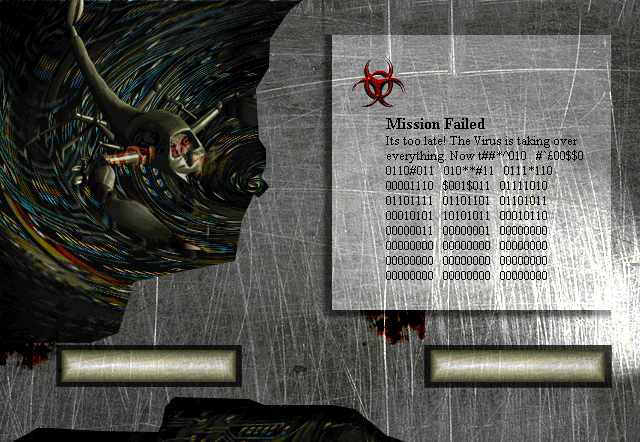 Mission Failed
Its too late! The Virus is taking over
everything. Now t##*^010 #`£00$$0
0110#011 010**#11 0111*110
00001110 $001$011 01111010
01101111 01101101 01101011
00010101 10101011 00010110
00000011 00000001 00000000
00000000 00000000 00000000
00000000 00000000 00000000
00000000 00000000 00000000